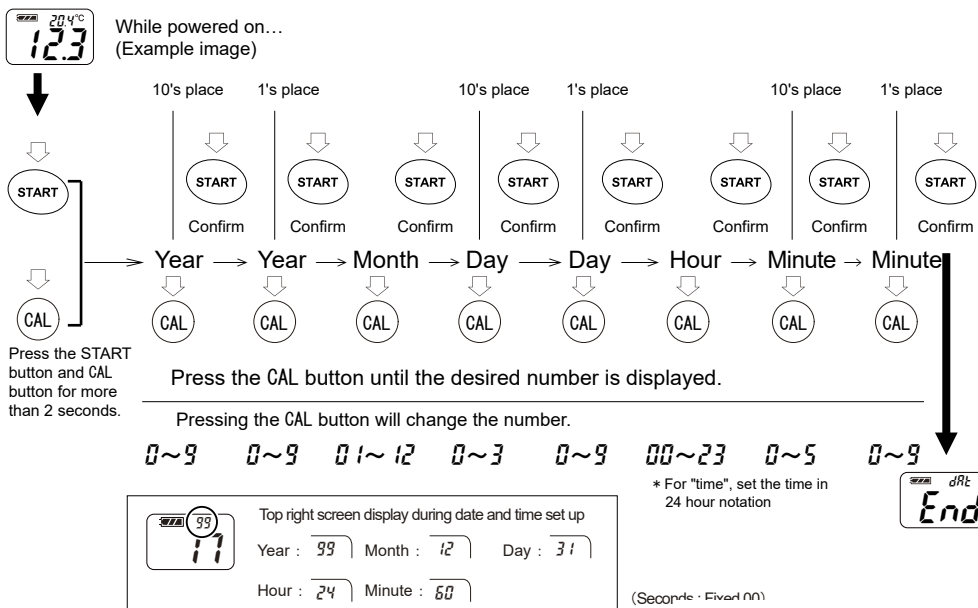 20.4°C
12.3
While powered on…
(Example image)
10's place 1's place 10's place 1's place 10's place 1's place
START START START START START START START START START
Confirm Confirm Confirm Confirm Confirm Confirm Confirm Confirm
Year Year Month Day Day Hour Minute Minute
CAL CAL CAL CAL CAL CAL CAL CAL CAL
Press the START
button and CAL
button for more
than 2 seconds.
Press the CAL button until the desired number is displayed.
Pressing the CAL button will change the number.
0~9 0~9 01~12 0~3 0~9 00~23 0~5 0~9
* For "time", set the time in
24 hour notation
dAt
End
99
17
Top right screen display during date and time set up
Year : 99 Month : 12 Day : 31
Hour : 24 Minute : 60
(Seconds : Fixed 00)